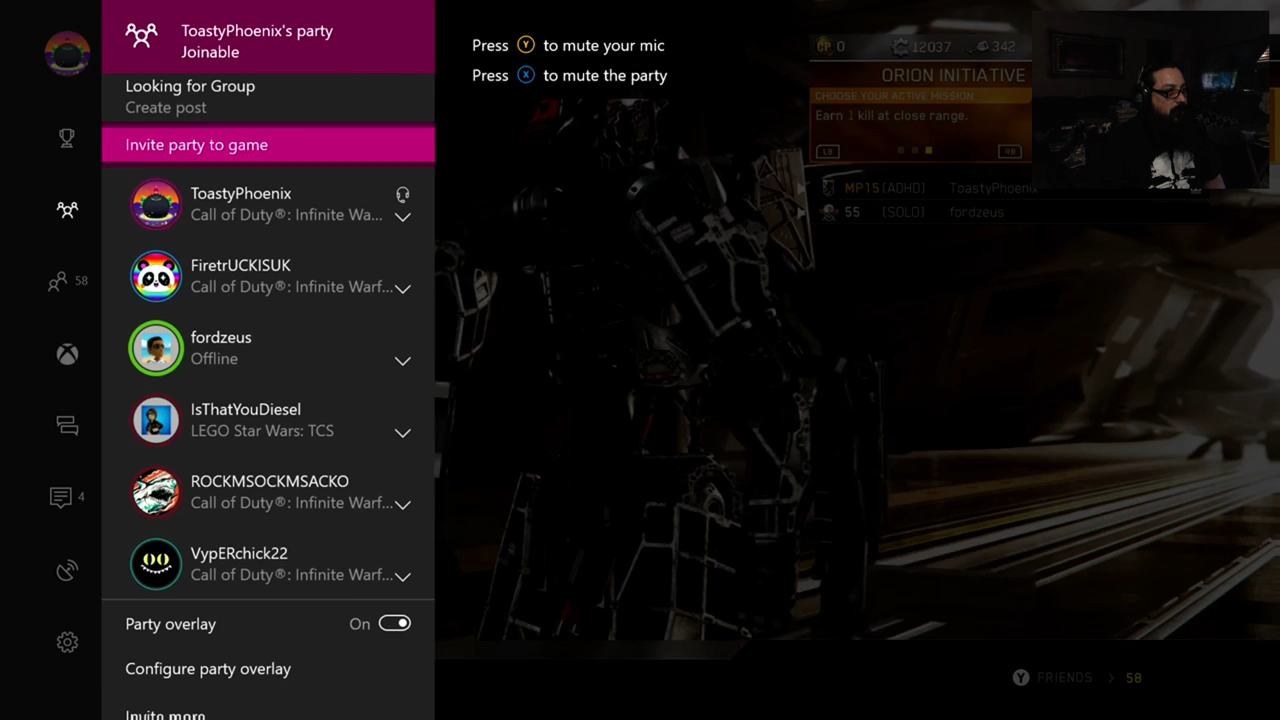 ToastyPhoenix's party
Joinable
Looking for Group
Create post
Invite party to game
ToastyPhoenix
Call of Duty®: Infinite Wa...
FiretrUCKISUK
Call of Duty®: Infinite Warf...
58
fordzeus
Offline
IsThatYouDiesel
LEGO Star Wars: TCS
ROCKMSOCKMSACKO
Call of Duty®: Infinite Warf...
4
VypERchick22
Call of Duty®: Infinite Warf...
Party overlay On
Configure party overlay
Invite more
Press Y to mute your mic
Press X to mute the party
CP 0 12037 342
ORION INITIATIVE
CHOOSE YOUR ACTIVE MISSION
Earn 1 kill at close range.
LB RB
MP15 [ADHD] ToastyPhoenix
55 [SOLO] fordzeus
Y FRIENDS > 58